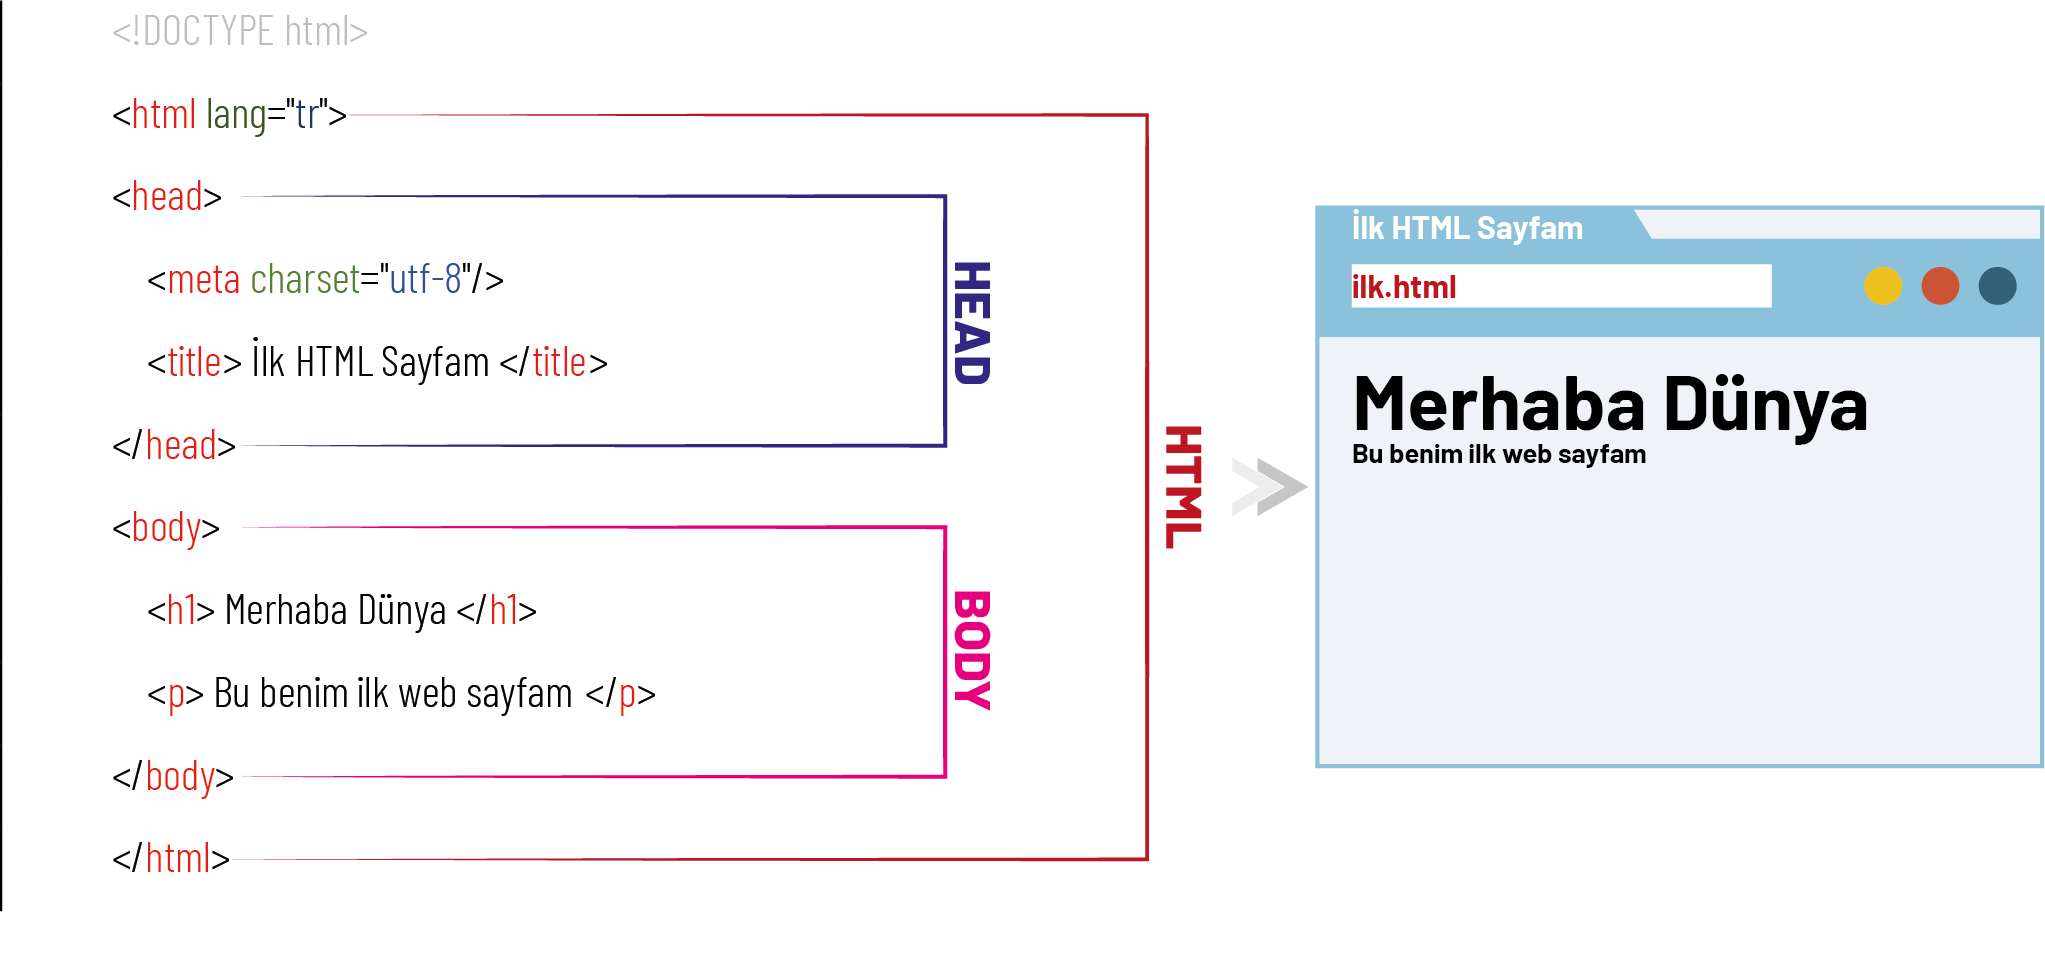 <!DOCTYPE html>
<html lang="tr">
<head>
<meta charset="utf-8"/>
<title> İlk HTML Sayfam </title>
</head>
<body>
<h1> Merhaba Dünya </h1>
<p> Bu benim ilk web sayfam </p>
</body>
</html>
HEAD
BODY
HTML
İlk HTML Sayfam
ilk.html
Merhaba Dünya
Bu benim ilk web sayfam